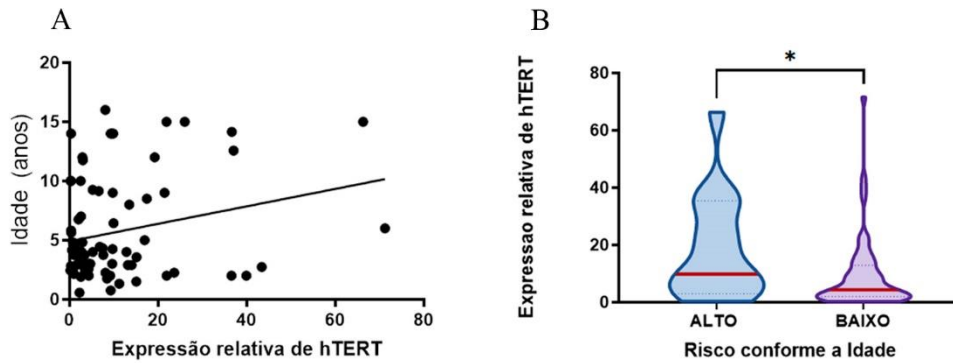 A
20
15
10
5
0
Idade (anos)
0 20 40 60 80
Expressão relativa de hTERT
B
*
80
60
40
20
0
Expressão relativa de hTERT
ALTO BAIXO
Risco conforme a Idade